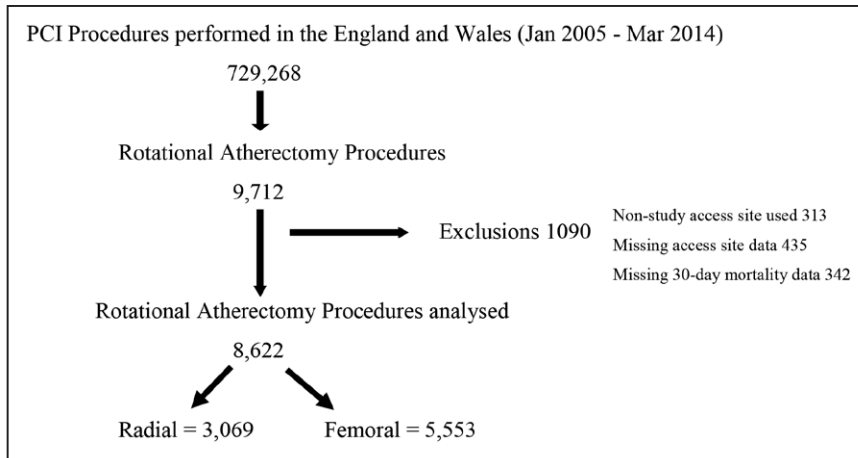 PCI Procedures performed in the England and Wales (Jan 2005 - Mar 2014)
729,268
Rotational Atherectomy Procedures
9,712
Exclusions 1090
Non-study access site used 313
Missing access site data 435
Missing 30-day mortality data 342
Rotational Atherectomy Procedures analysed
8,622
Radial = 3,069
Femoral = 5,553